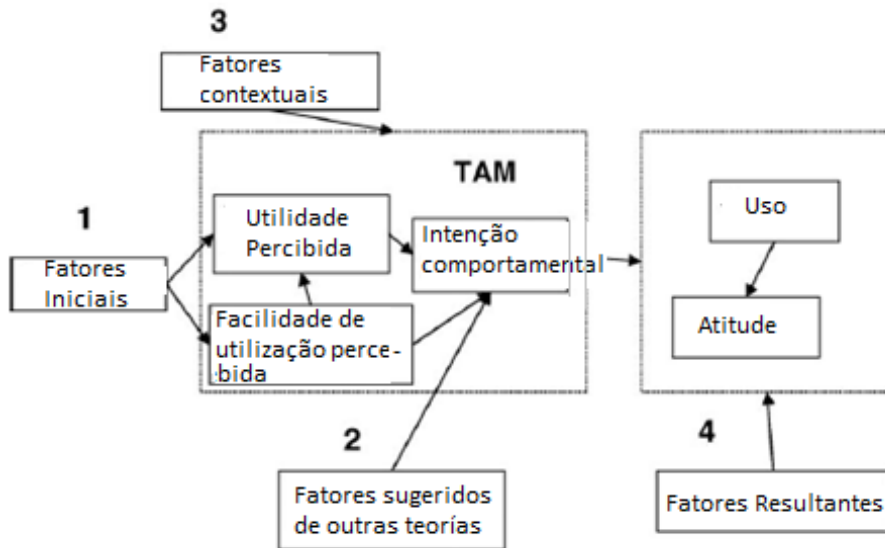 3
Fatores
contextuais
TAM
1
Utilidade
Percibida
Intenção
comportamental
Uso
Fatores
Iniciais
Facilidade de
utilização perce-
bida
Atitude
2
4
Fatores sugeridos
de outras teorías
Fatores Resultantes